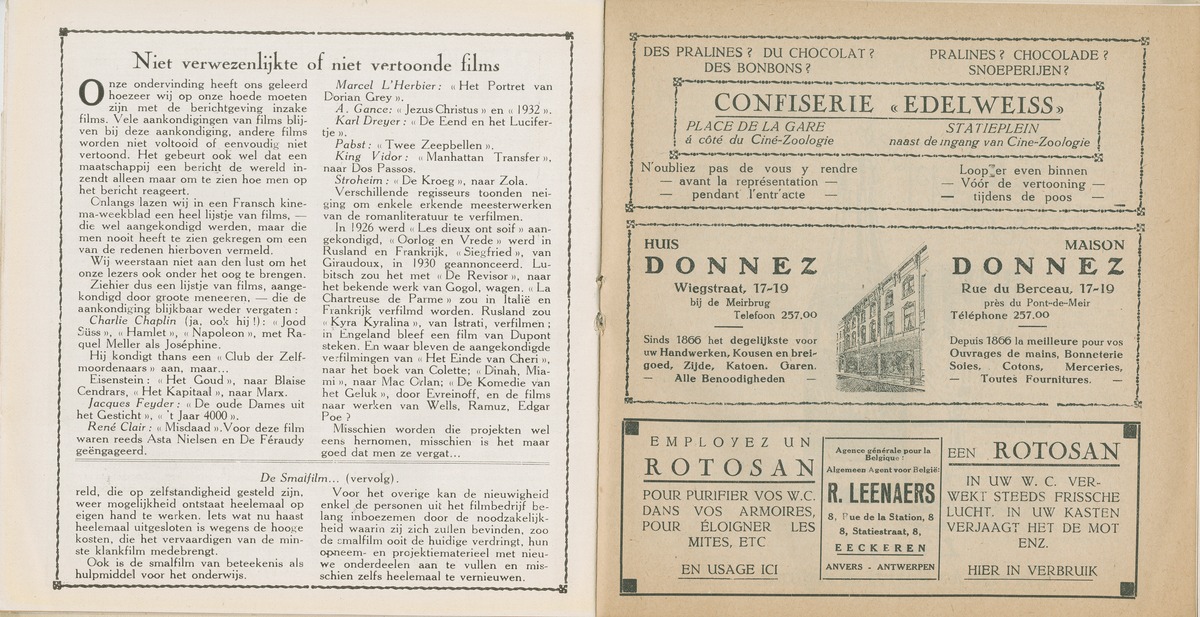 Niet verwezenlijkte of niet vertoonde films
Onze ondervinding heeft ons geleerd
hoezeer wij op onze hoede moeten
zijn met de berichtgeving inzake
films. Vele aankondigingen van films blij-
ven bij deze aankondiging, andere films
worden niet voltooid of eenvoudig niet
vertoond. Het gebeurt ook wel dat een
maatschappij een bericht de wereld in-
zendt alleen maar om te zien hoe men op
het bericht reageert.
Onlangs lazen wij in een Fransch kine-
ma-weekblad een heel lijstje van films, —
die wel aangekondigd werden, maar die
men nooit heeft te zien gekregen om een
van de redenen hierboven vermeld.
Wij weerstaan niet aan den lust om het
onze lezers ook onder het oog te brengen.
Ziehier dus een lijstje van films, aange-
kondigd door groote meneeren, — die de
aankondiging blijkbaar weder vergaten :
Charlie Chaplin (ja, ook hij !) : « Jood
Süss », « Hamlet », « Napoleon », met Ra-
quel Meller als Joséphine.
Hij kondigt thans een « Club der Zelf-
moordenaars » aan, maar...
Eisenstein : « Het Goud », naar Blaise
Cendrars, « Het Kapitaal », naar Marx.
Jacques Feyder : « De oude Dames uit
het Gesticht », « 't Jaar 4000 ».
René Clair : « Misdaad ». Voor deze film
waren reeds Asta Nielsen en De Féraudy
geëngageerd.
Marcel L'Herbier : « Het Portret van
Dorian Grey ».
A. Gance: « Jezus Christus » en « 1932 ».
Karl Dreyer : « De Eend en het Lucifer-
tje ».
Pabst : « Twee Zeepbellen ».
King Vidor : « Manhattan Transfer »,
naar Dos Passos.
Stroheim : « De Kroeg », naar Zola.
Verschillende regisseurs toonden nei-
ging om enkele erkende meesterwerken
van de romanliteratuur te verfilmen.
In 1926 werd « Les dieux ont soif » aan-
gekondigd, « Oorlog en Vrede » werd in
Rusland en Frankrijk, « Siegfried », van
Giraudoux, in 1930 geannonceerd. Lu-
bitsch zou het met « De Revisor », naar
het bekende werk van Gogol, wagen. « La
Chartreuse de Parme » zou in Italië en
Frankrijk verfilmd worden. Rusland zou
« Kyra Kyralina », van Istrati, verfilmen ;
in Engeland bleef een film van Dupont
steken. En waar bleven de aangekondigde
verfilmingen van « Het Einde van Cheri »,
naar het boek van Colette; « Dinah, Mia-
mi », naar Mac Orlan; « De Komedie van
het Geluk », door Evreinoff, en de films
naar werken van Wells, Ramuz, Edgar
Poe ?
Misschien worden die projekten wel
eens hernomen, misschien is het maar
goed dat men ze vergat...
De Smalfilm... (vervolg).
reld, die op zelfstandigheid gesteld zijn,
weer mogelijkheid ontstaat heelemaal op
eigen hand te werken. Iets wat nu haast
heelemaal uitgesloten is wegens de hooge
kosten, die het vervaardigen van de min-
ste klankfilm medebrengt.
Ook is de smalfilm van beteekenis als
hulpmiddel voor het onderwijs.
Voor het overige kan de nieuwigheid
enkel de personen uit het filmbedrijf be-
lang inboezemen door de noodzakelijk-
heid waarin zij zich zullen bevinden, zoo
de smalfilm ooit de huidige verdringt, hun
opneem- en projektiematerieel met nieu-
we onderdeelen aan te vullen en mis-
schien zelfs heelemaal te vernieuwen.
DES PRALINES ? DU CHOCOLAT ?
DES BONBONS ?
PRALINES ? CHOCOLADE ?
SNOEPERIJEN ?
CONFISERIE « EDELWEISS »
PLACE DE LA GARE
á côté du Ciné-Zoologie
STATIEPLEIN
naast de ingang van Cine-Zoologie
N'oubliez pas de vous y rendre
— avant la représentation —
pendant l'entr'acte
Loop er even binnen
— Vóór de vertooning —
tijdens de poos —
HUIS
DONNEZ
Wiegstraat, 17-19
bij de Meirbrug
Telefoon 257.00
Sinds 1866 het degelijkste voor
uw Handwerken, Kousen en brei-
goed, Zijde, Katoen. Garen.
— Alle Benoodigheden —
MAISON
DONNEZ
Rue du Berceau, 17-19
près du Pont-de-Meir
Téléphone 257.00
Depuis 1866 la meilleure pour vos
Ouvrages de mains, Bonneterie
Soies, Cotons, Merceries,
— Toutes Fournitures. —
EMPLOYEZ UN
ROTOSAN
POUR PURIFIER VOS W.C.
DANS VOS ARMOIRES,
POUR ÉLOIGNER LES
MITES, ETC
EN USAGE ICI
Agence générale pour la
Belgique :
Algemeen Agent voor België:
R. LEENAERS
8, Rue de la Station, 8
8, Statiestraat, 8,
EECKEREN
ANVERS - ANTWERPEN
EEN ROTOSAN
IN UW W. C. VER-
WEKT STEEDS FRISSCHE
LUCHT. IN UW KASTEN
VERJAAGT HET DE MOT
ENZ.
HIER IN VERBRUIK